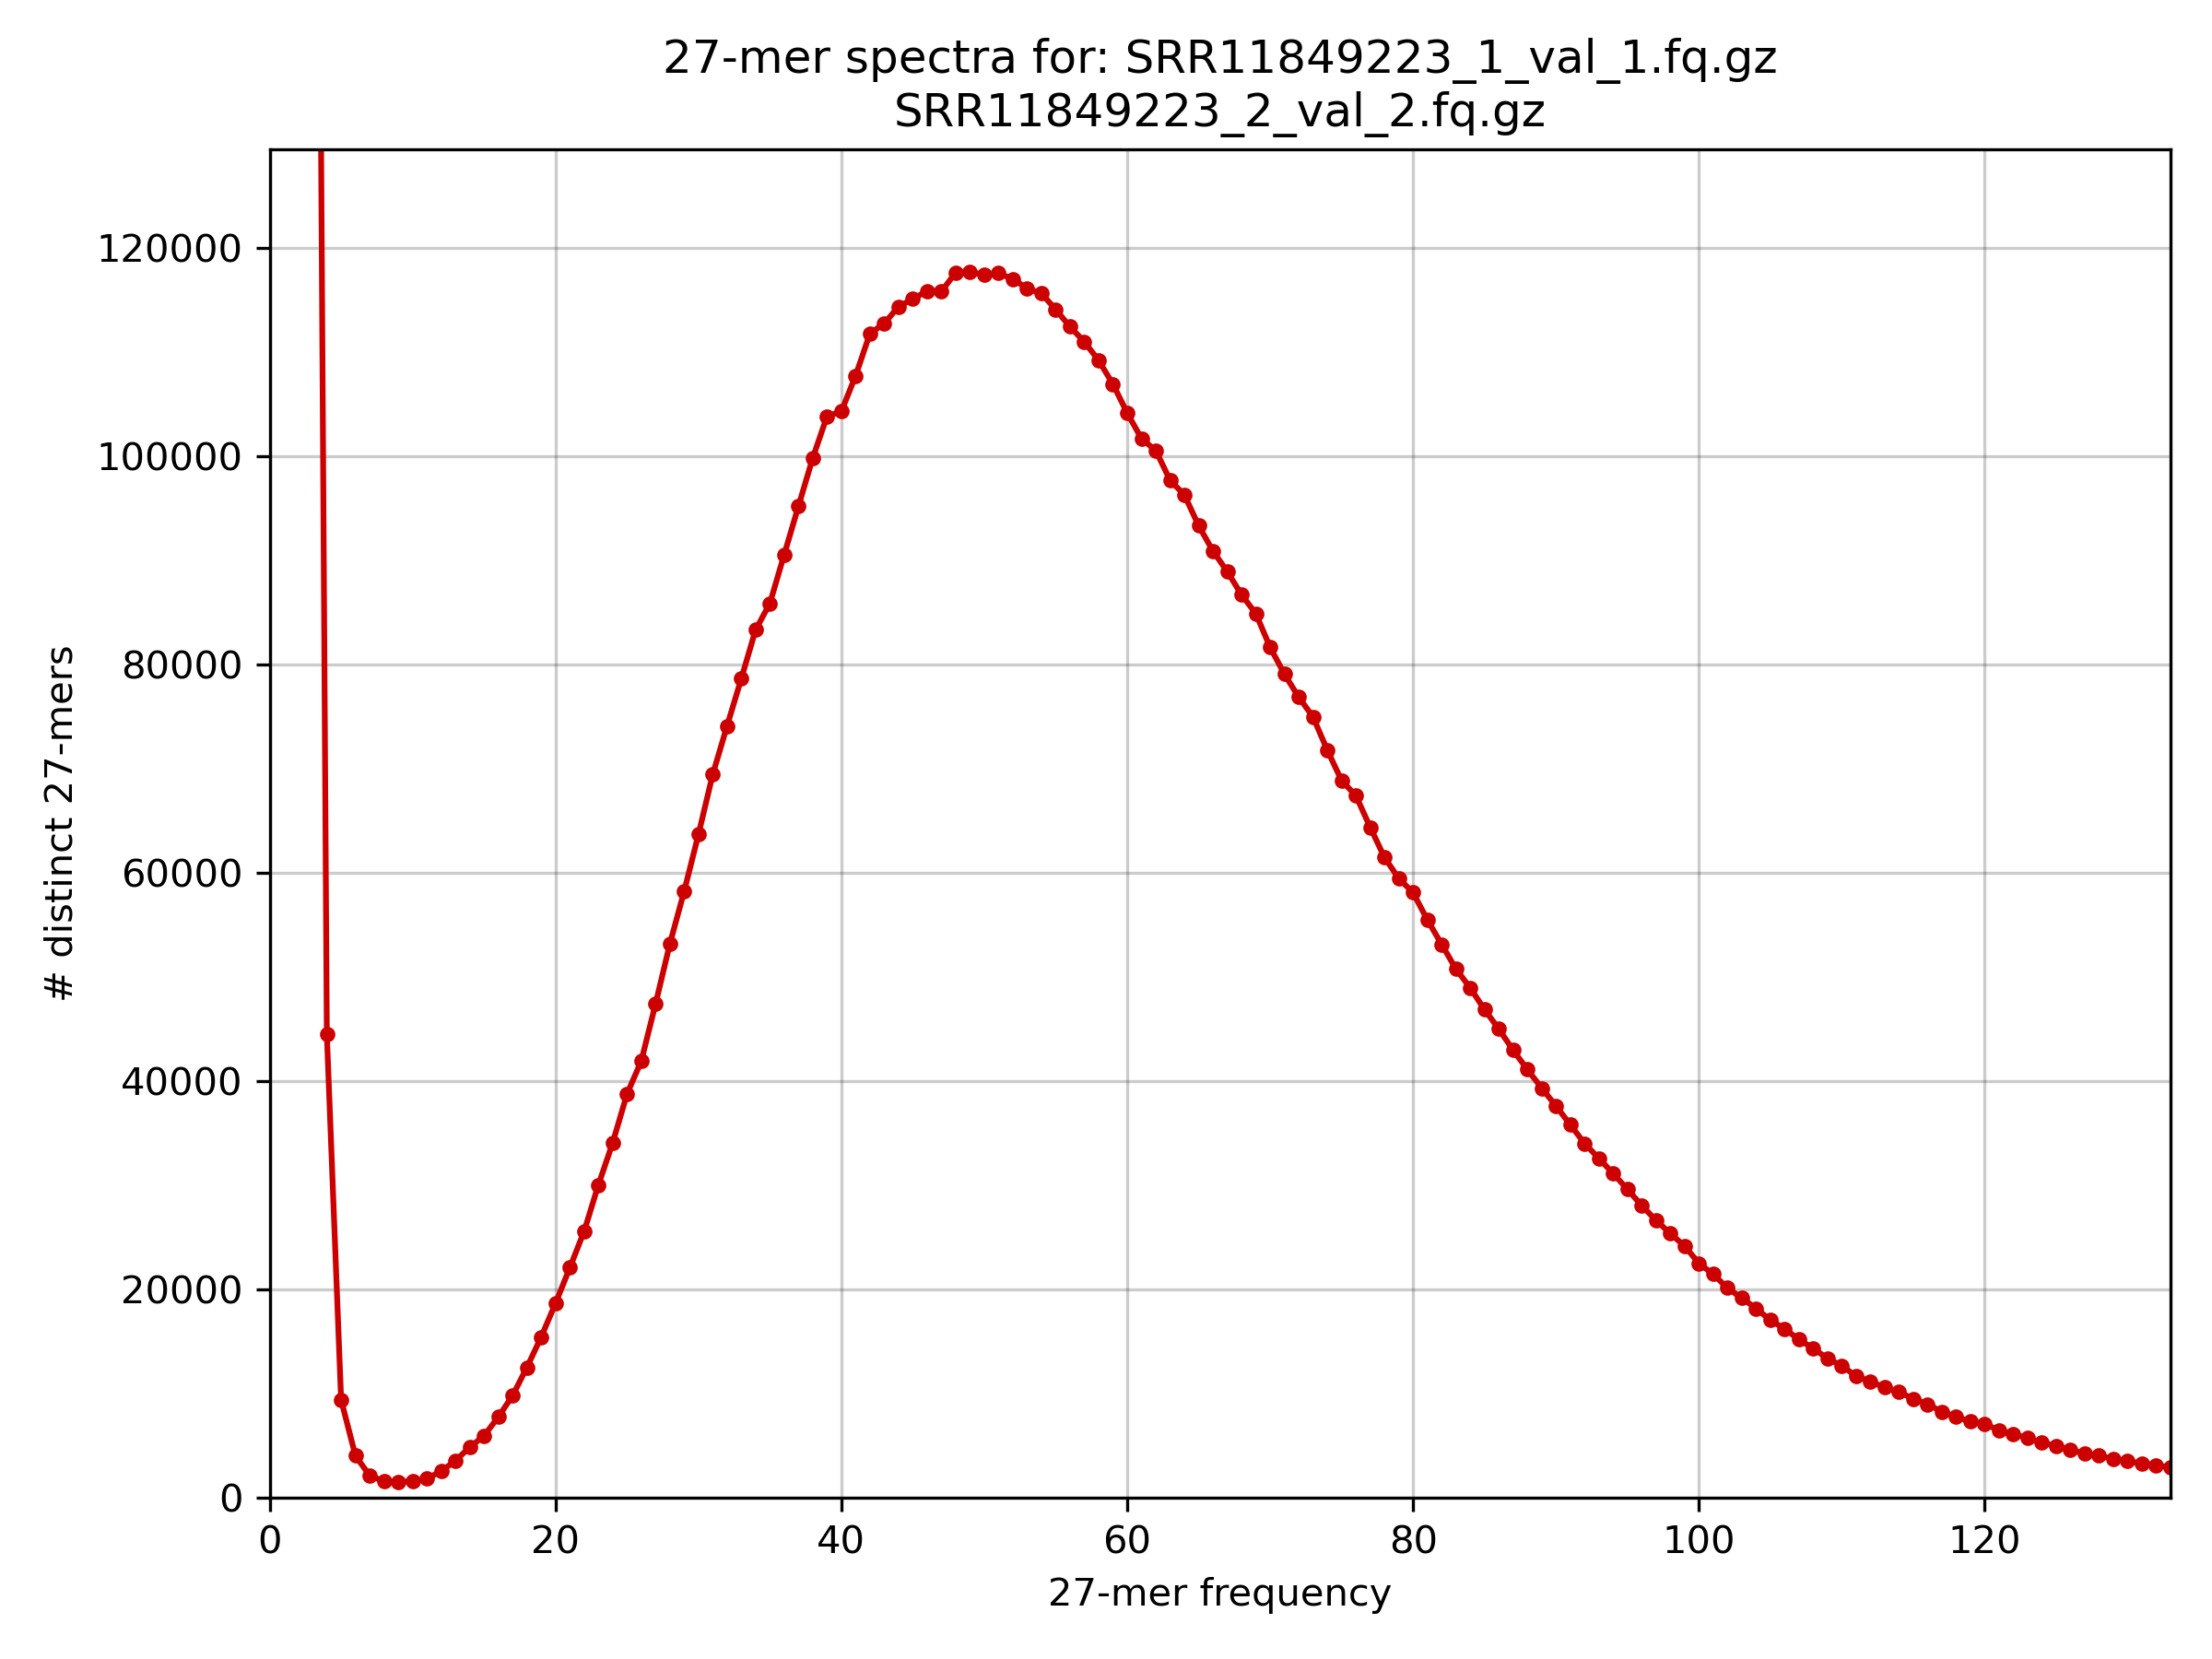 27-mer spectra for: SRR11849223_1_val_1.fq.gz
SRR11849223_2_val_2.fq.gz
120000
100000
80000
60000
40000
20000
0
# distinct 27-mers
0 20 40 60 80 100 120
27-mer frequency